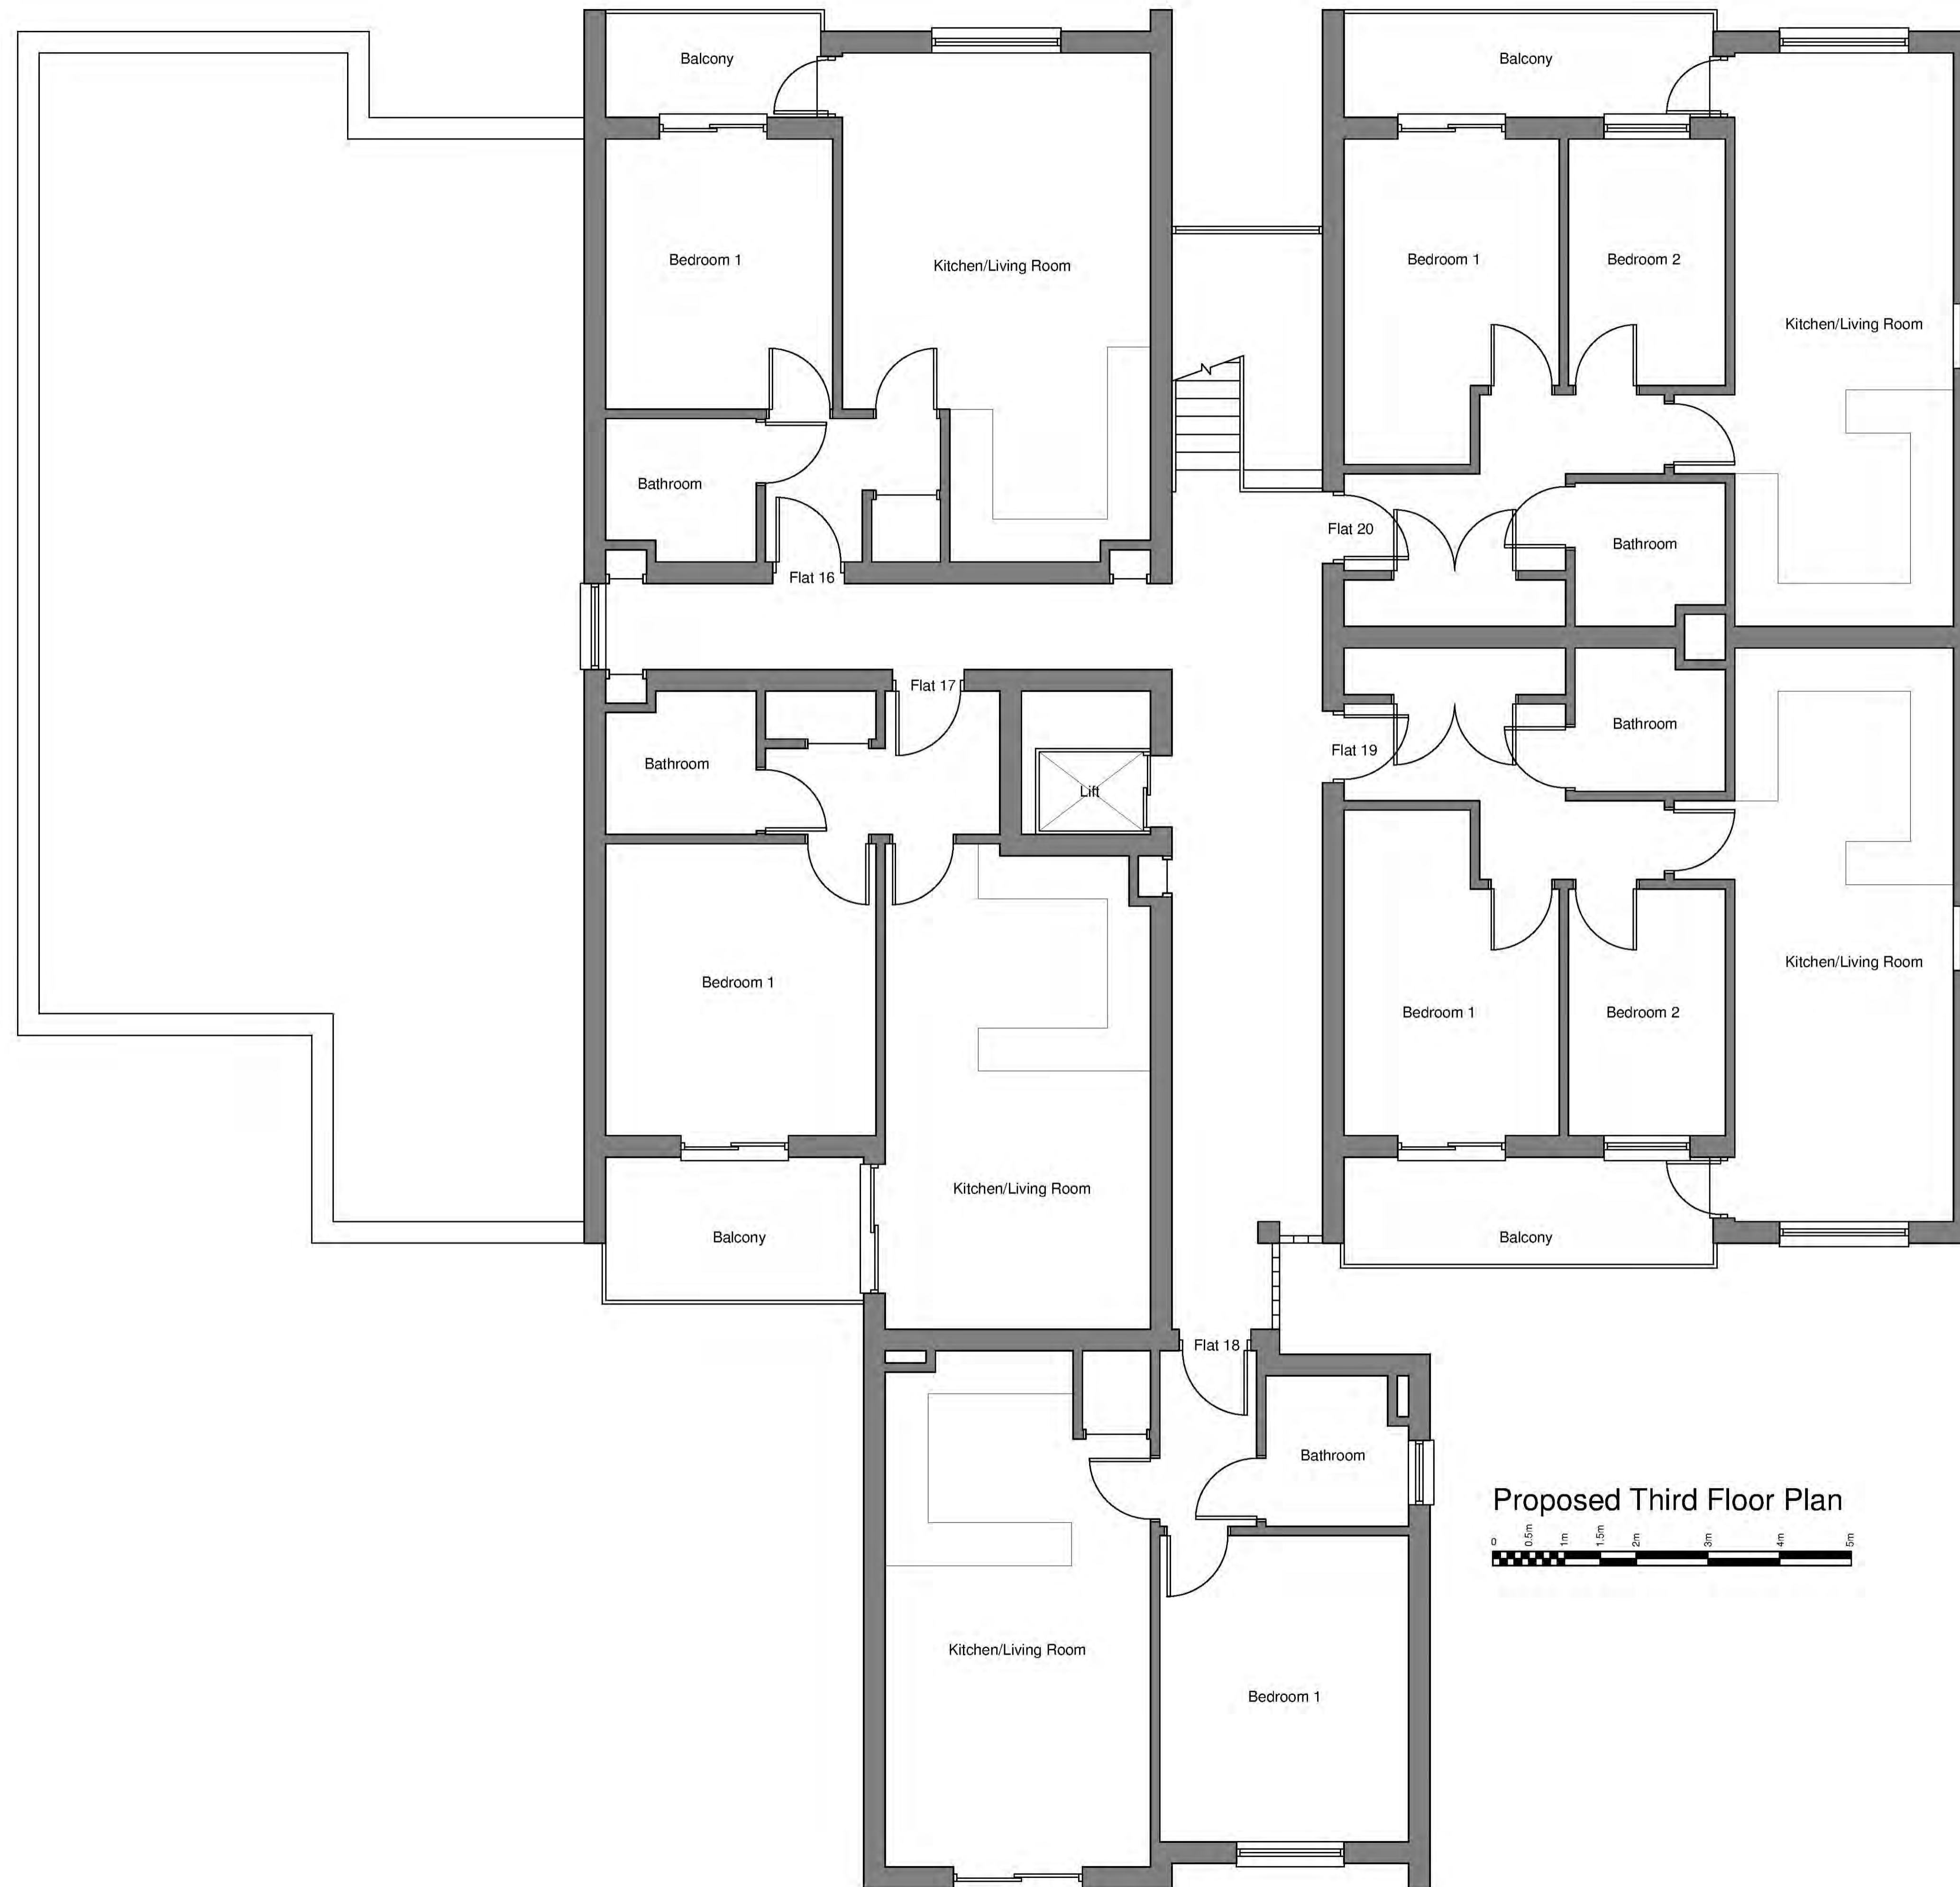 Balcony
Balcony
Bedroom 1
Kitchen/Living Room
Bedroom 1
Bedroom 2
Kitchen/Living Room
Bathroom
Flat 20
Bathroom
Flat 16
Flat 17
Bathroom
Lift
Flat 19
Bathroom
Bedroom 1
Kitchen/Living Room
Bedroom 1
Bedroom 2
Kitchen/Living Room
Balcony
Balcony
Flat 18
Bathroom
Proposed Third Floor Plan
0 0.5m 1m 1.5m 2m 3m 4m 5m
Kitchen/Living Room
Bedroom 1